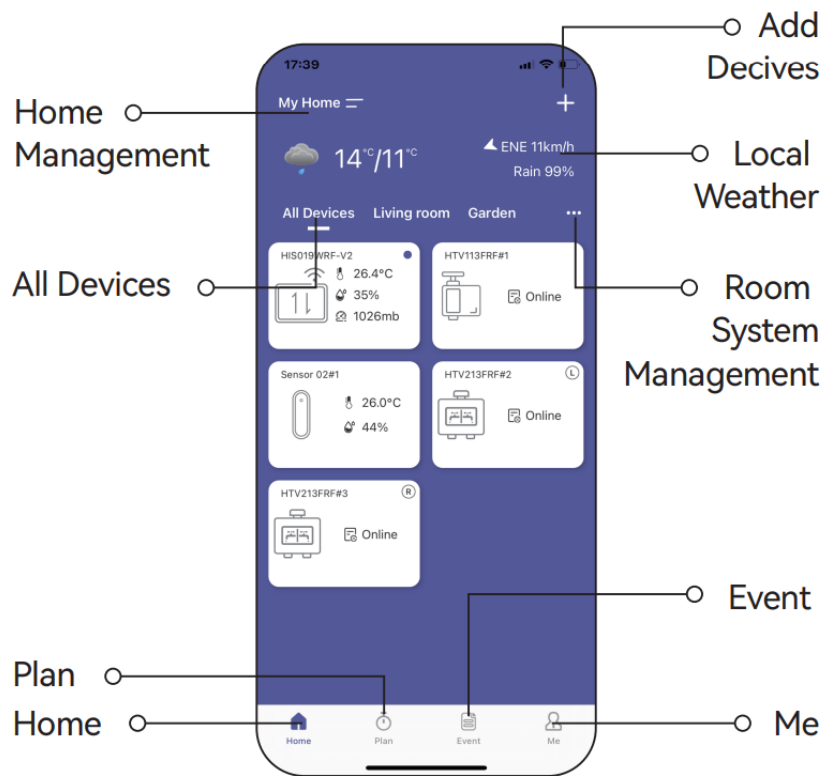 Add
Decives
17:39
Home
Management
My Home
14°C/11°C
ENE 11km/h
Rain 99%
Local
Weather
All Devices Living room Garden ...
All Devices
HIS019WRF-V2
26.4°C
35%
1026mb
HTV113FRF#1
Online
Room
System
Management
Sensor 02#1
26.0°C
44%
HTV213FRF#2
L
Online
HTV213FRF#3
R
Online
Event
Plan
Home
Me
Home Plan Event Me